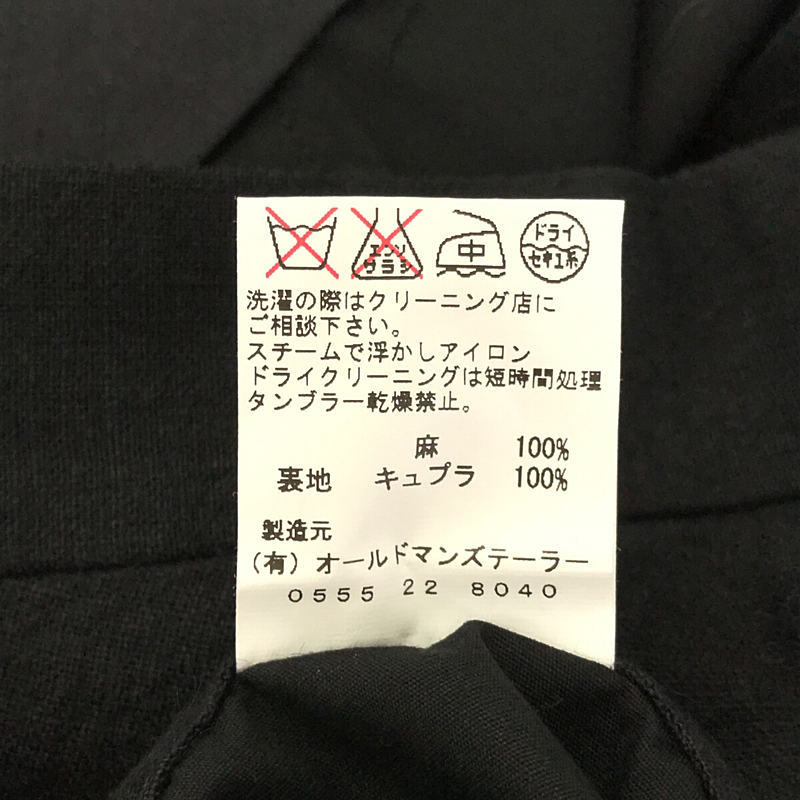 エンソ
サラシ
中
ドライ
セキユ系
洗濯の際はクリーニング店に
ご相談下さい。
スチームで浮かしアイロン
ドライクリーニングは短時間処理
タンブラー乾燥禁止。
麻 100%
裏地 キュプラ 100%
製造元
(有)オールドマンズテーラー
0555 22 8040